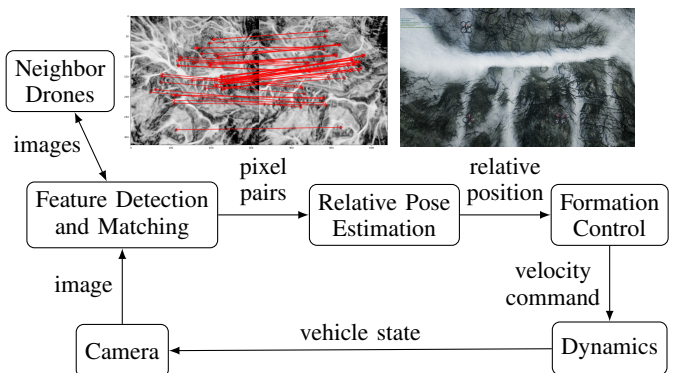 Neighbor
Drones
images
pixel
pairs
relative
position
Feature Detection
and Matching
Relative Pose
Estimation
Formation
Control
image
velocity
command
vehicle state
Camera
Dynamics